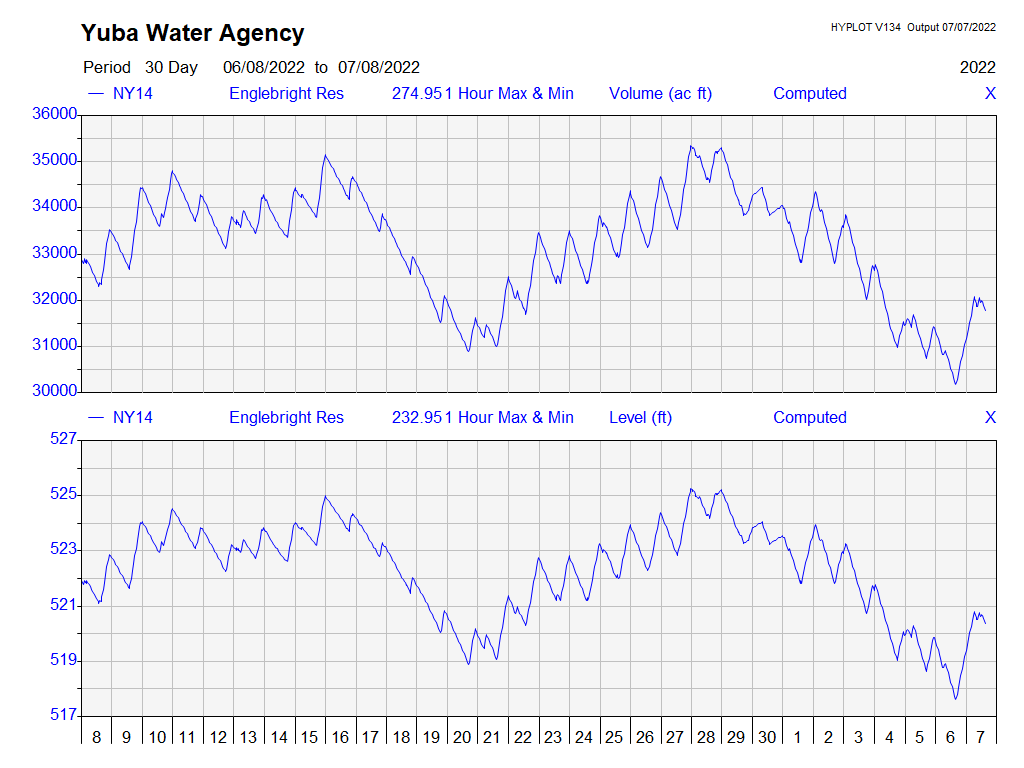 Yuba Water Agency
HYPLOT V134 Output 07/07/2022
Period 30 Day 06/08/2022 to 07/08/2022 2022
NY14 Englebright Res 274.951 Hour Max & Min Volume (ac ft) Computed X
36000
35000
34000
33000
32000
31000
30000
NY14 Englebright Res 232.951 Hour Max & Min Level (ft) Computed X
527
525
523
521
519
517
8 9 10 11 12 13 14 15 16 17 18 19 20 21 22 23 24 25 26 27 28 29 30 1 2 3 4 5 6 7